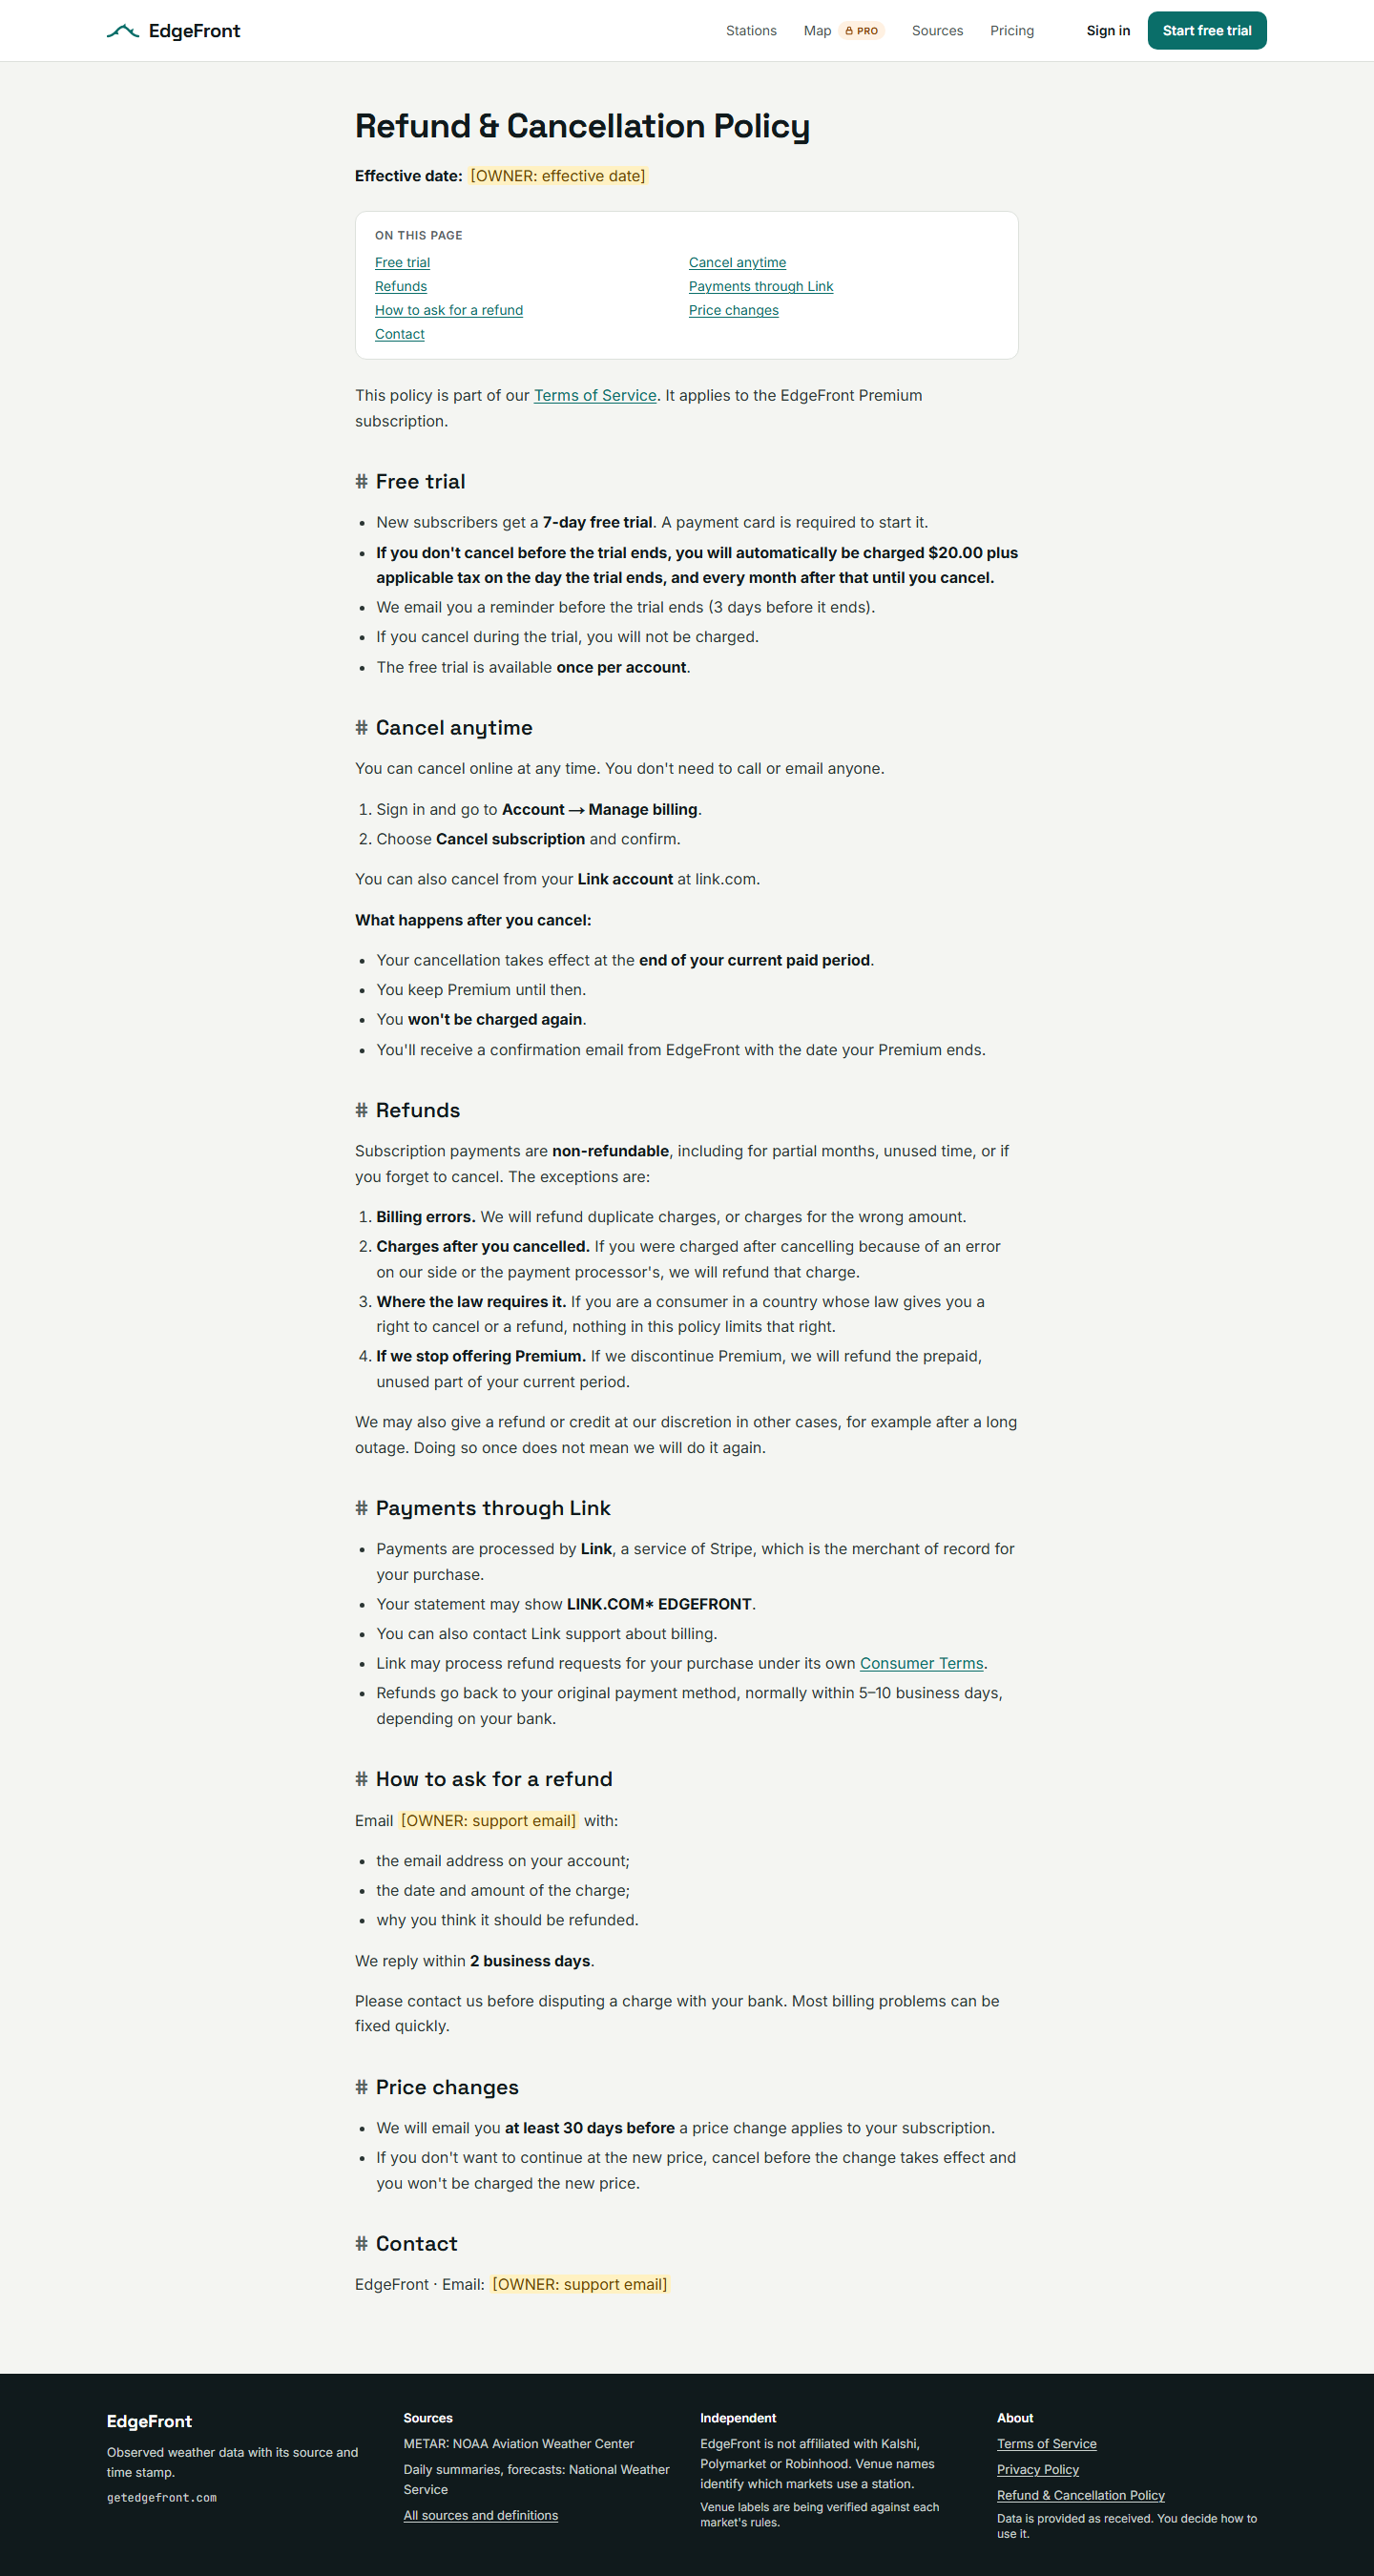 EdgeFront
Stations
Map
PRO
Sources
Pricing
Sign in
Start free trial
Refund & Cancellation Policy
Effective date: [OWNER: effective date]
ON THIS PAGE
Free trial
Cancel anytime
Refunds
Payments through Link
How to ask for a refund
Price changes
Contact
This policy is part of our Terms of Service. It applies to the EdgeFront Premium
subscription.
# Free trial
• New subscribers get a 7-day free trial. A payment card is required to start it.
• If you don't cancel before the trial ends, you will automatically be charged $20.00 plus
applicable tax on the day the trial ends, and every month after that until you cancel.
• We email you a reminder before the trial ends (3 days before it ends).
• If you cancel during the trial, you will not be charged.
• The free trial is available once per account.
# Cancel anytime
You can cancel online at any time. You don't need to call or email anyone.
1. Sign in and go to Account → Manage billing.
2. Choose Cancel subscription and confirm.
You can also cancel from your Link account at link.com.
What happens after you cancel:
• Your cancellation takes effect at the end of your current paid period.
• You keep Premium until then.
• You won't be charged again.
• You'll receive a confirmation email from EdgeFront with the date your Premium ends.
# Refunds
Subscription payments are non-refundable, including for partial months, unused time, or if
you forget to cancel. The exceptions are:
1. Billing errors. We will refund duplicate charges, or charges for the wrong amount.
2. Charges after you cancelled. If you were charged after cancelling because of an error
on our side or the payment processor's, we will refund that charge.
3. Where the law requires it. If you are a consumer in a country whose law gives you a
right to cancel or a refund, nothing in this policy limits that right.
4. If we stop offering Premium. If we discontinue Premium, we will refund the prepaid,
unused part of your current period.
We may also give a refund or credit at our discretion in other cases, for example after a long
outage. Doing so once does not mean we will do it again.
# Payments through Link
• Payments are processed by Link, a service of Stripe, which is the merchant of record for
your purchase.
• Your statement may show LINK.COM* EDGEFRONT.
• You can also contact Link support about billing.
• Link may process refund requests for your purchase under its own Consumer Terms.
• Refunds go back to your original payment method, normally within 5–10 business days,
depending on your bank.
# How to ask for a refund
Email [OWNER: support email] with:
• the email address on your account;
• the date and amount of the charge;
• why you think it should be refunded.
We reply within 2 business days.
Please contact us before disputing a charge with your bank. Most billing problems can be
fixed quickly.
# Price changes
• We will email you at least 30 days before a price change applies to your subscription.
• If you don't want to continue at the new price, cancel before the change takes effect and
you won't be charged the new price.
# Contact
EdgeFront · Email: [OWNER: support email]
EdgeFront
Observed weather data with its source and
time stamp.
getedgefront.com
Sources
METAR: NOAA Aviation Weather Center
Daily summaries, forecasts: National Weather
Service
All sources and definitions
Independent
EdgeFront is not affiliated with Kalshi,
Polymarket or Robinhood. Venue names
identify which markets use a station.
Venue labels are being verified against each
market's rules.
About
Terms of Service
Privacy Policy
Refund & Cancellation Policy
Data is provided as received. You decide how to
use it.